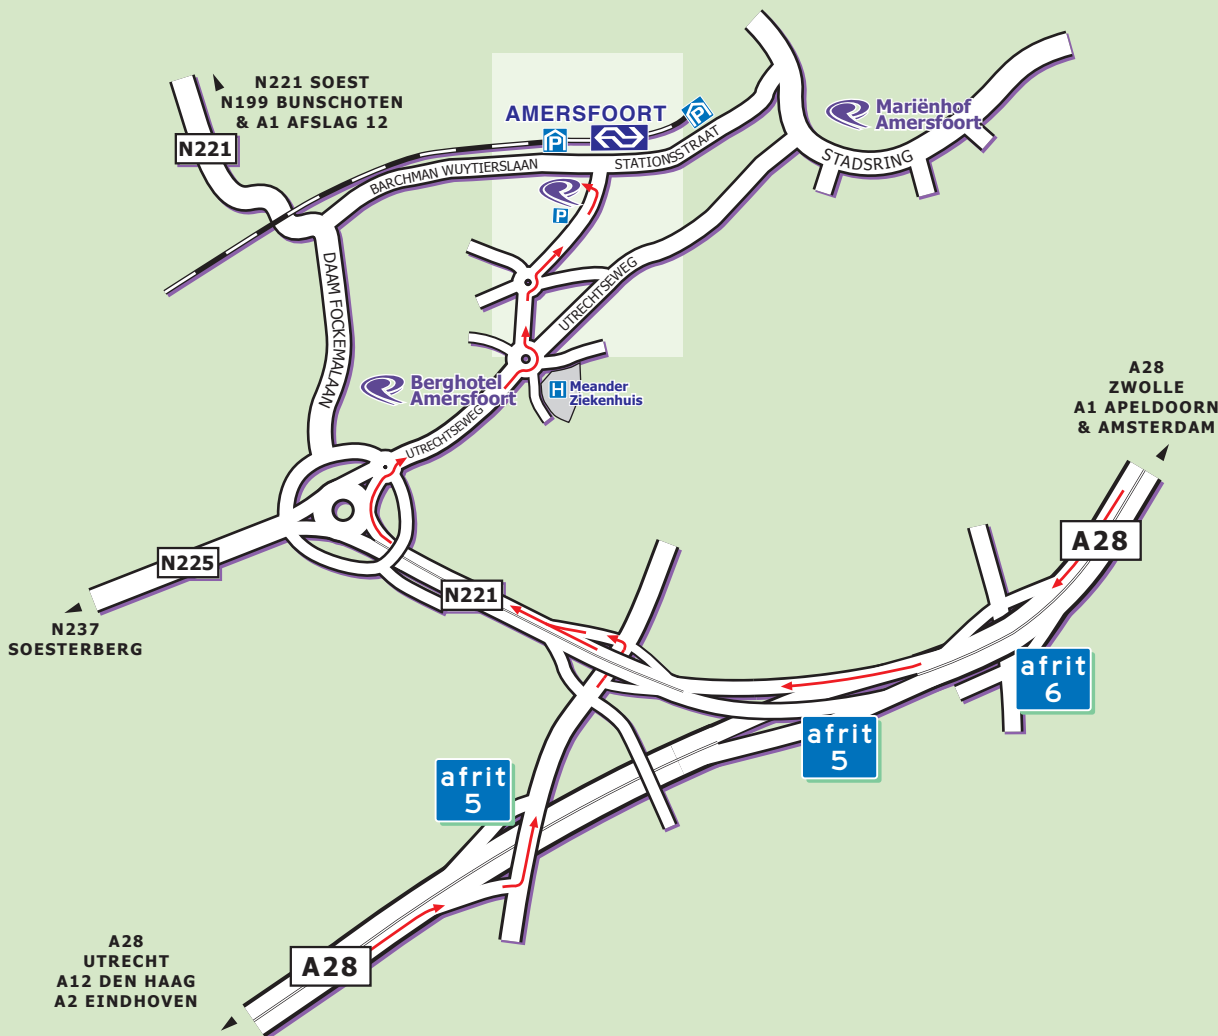 N221 SOEST
N199 BUNSCHOTEN
& A1 AFSLAG 12
N221
AMERSFOORT
P
P
Mariënhof
Amersfoort
STADSRING
STATIONSSTRAAT
BARCHMAN WUYTIERSLAAN
P
DAAM FOCKEMALAAN
UTRECHTSEWEG
Berghotel
Amersfoort
H
Meander
Ziekenhuis
UTRECHTSEWEG
A28
ZWOLLE
A1 APELDOORN
& AMSTERDAM
A28
N225
N221
N237
SOESTERBERG
afrit
6
afrit
5
afrit
5
A28
UTRECHT
A12 DEN HAAG
A2 EINDHOVEN
A28